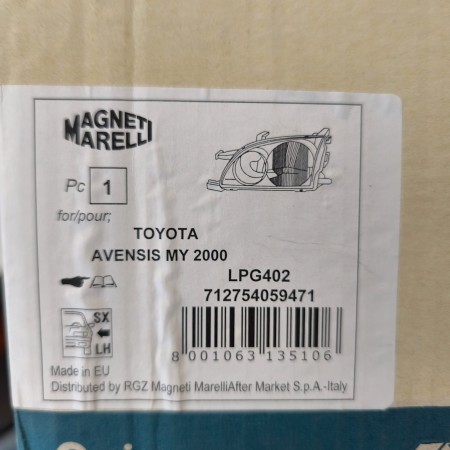 MAGNETI
MARELLI
Pc 1
for/pour;
TOYOTA
AVENSIS MY 2000
LPG402
712754059471
SX
LH
8 001063 135106
Made in EU
Distributed by RGZ Magneti MarelliAfter Market S.p.A.-Italy